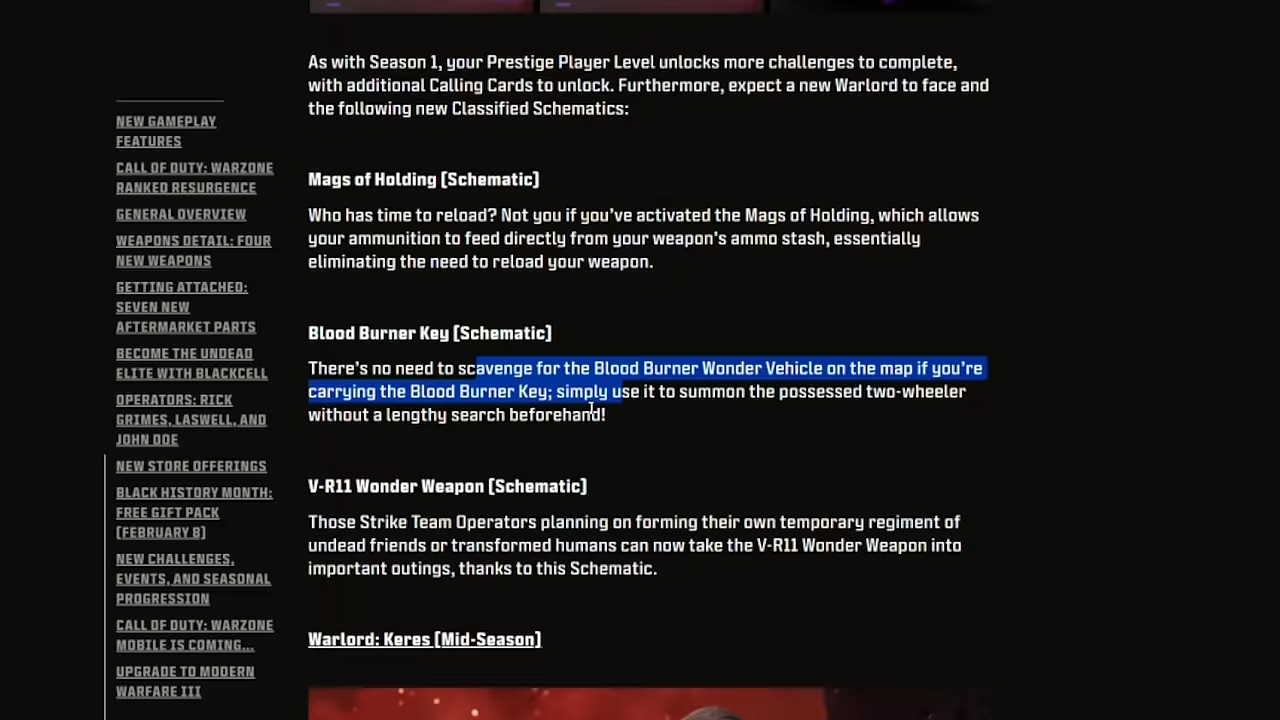 As with Season 1, your Prestige Player Level unlocks more challenges to complete,
with additional Calling Cards to unlock. Furthermore, expect a new Warlord to face and
the following new Classified Schematics:
NEW GAMEPLAY
FEATURES
CALL OF DUTY: WARZONE
RANKED RESURGENCE
GENERAL OVERVIEW
WEAPONS DETAIL: FOUR
NEW WEAPONS
GETTING ATTACHED:
SEVEN NEW
AFTERMARKET PARTS
BECOME THE UNDEAD
ELITE WITH BLACKCELL
OPERATORS: RICK
GRIMES, LASWELL, AND
JOHN DOE
NEW STORE OFFERINGS
BLACK HISTORY MONTH:
FREE GIFT PACK
(FEBRUARY 8)
NEW CHALLENGES,
EVENTS, AND SEASONAL
PROGRESSION
CALL OF DUTY: WARZONE
MOBILE IS COMING...
UPGRADE TO MODERN
WARFARE III
Mags of Holding (Schematic)
Who has time to reload? Not you if you’ve activated the Mags of Holding, which allows
your ammunition to feed directly from your weapon’s ammo stash, essentially
eliminating the need to reload your weapon.
Blood Burner Key (Schematic)
There’s no need to scavenge for the Blood Burner Wonder Vehicle on the map if you’re
carrying the Blood Burner Key; simply use it to summon the possessed two-wheeler
without a lengthy search beforehand!
V-R11 Wonder Weapon (Schematic)
Those Strike Team Operators planning on forming their own temporary regiment of
undead friends or transformed humans can now take the V-R11 Wonder Weapon into
important outings, thanks to this Schematic.
Warlord: Keres (Mid-Season)